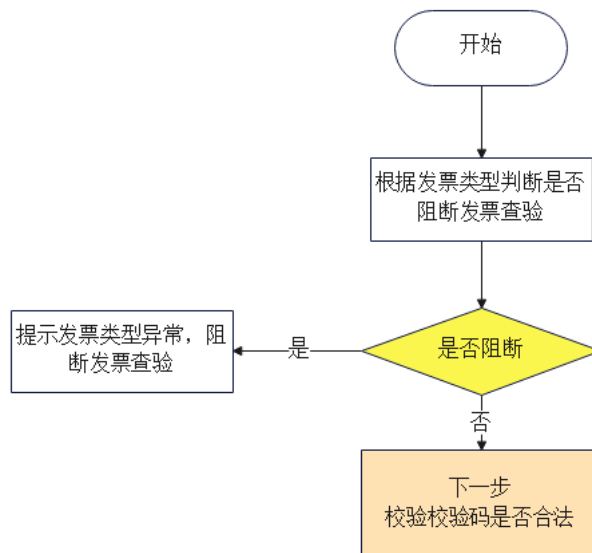 开始
根据发票类型判断是否
阻断发票查验
提示发票类型异常，阻
断发票查验
是
是否阻断
否
下一步
校验校验码是否合法